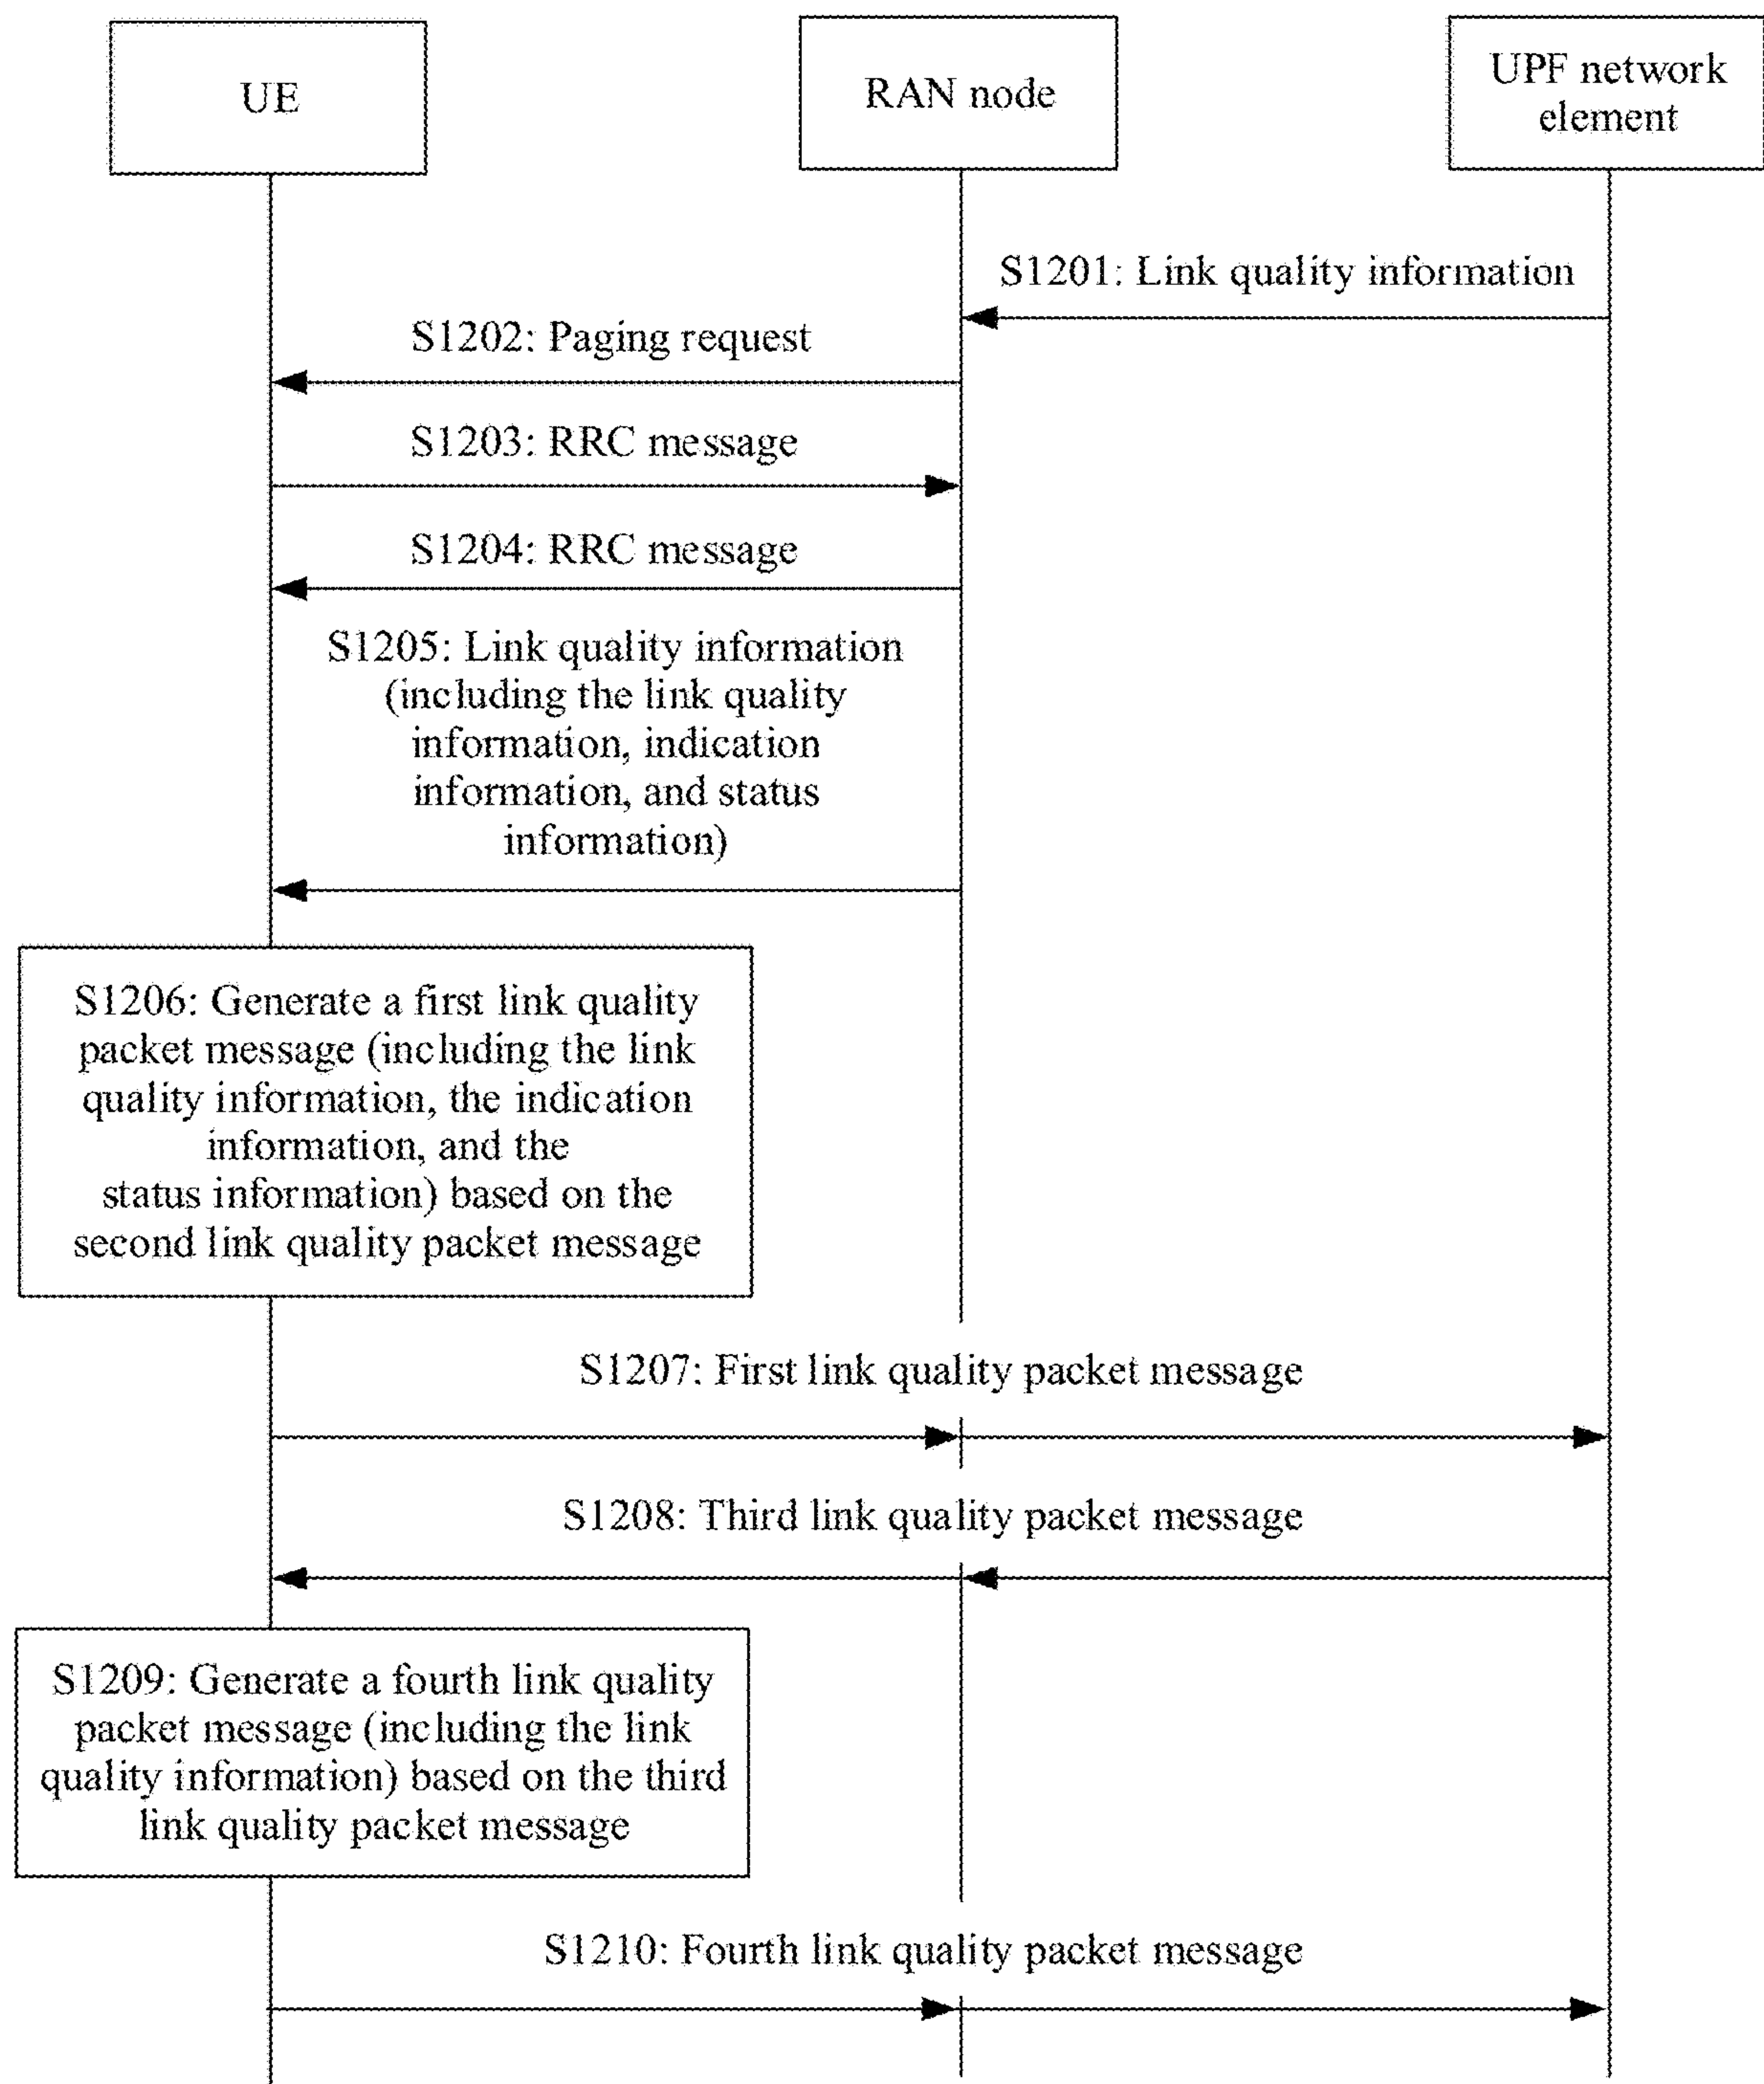 UE
RAN node
UPF network
element
S1201: Link quality information
S1202: Paging request
S1203: RRC message
S1204: RRC message
S1205: Link quality information
(including the link quality
information, indication
information, and status
information)
S1206: Generate a first link quality
packet message (including the link
quality information, the indication
information, and the
status information) based on the
second link quality packet message
S1207: First link quality packet message
S1208: Third link quality packet message
S1209: Generate a fourth link quality
packet message (including the link
quality information) based on the third
link quality packet message
S1210: Fourth link quality packet message